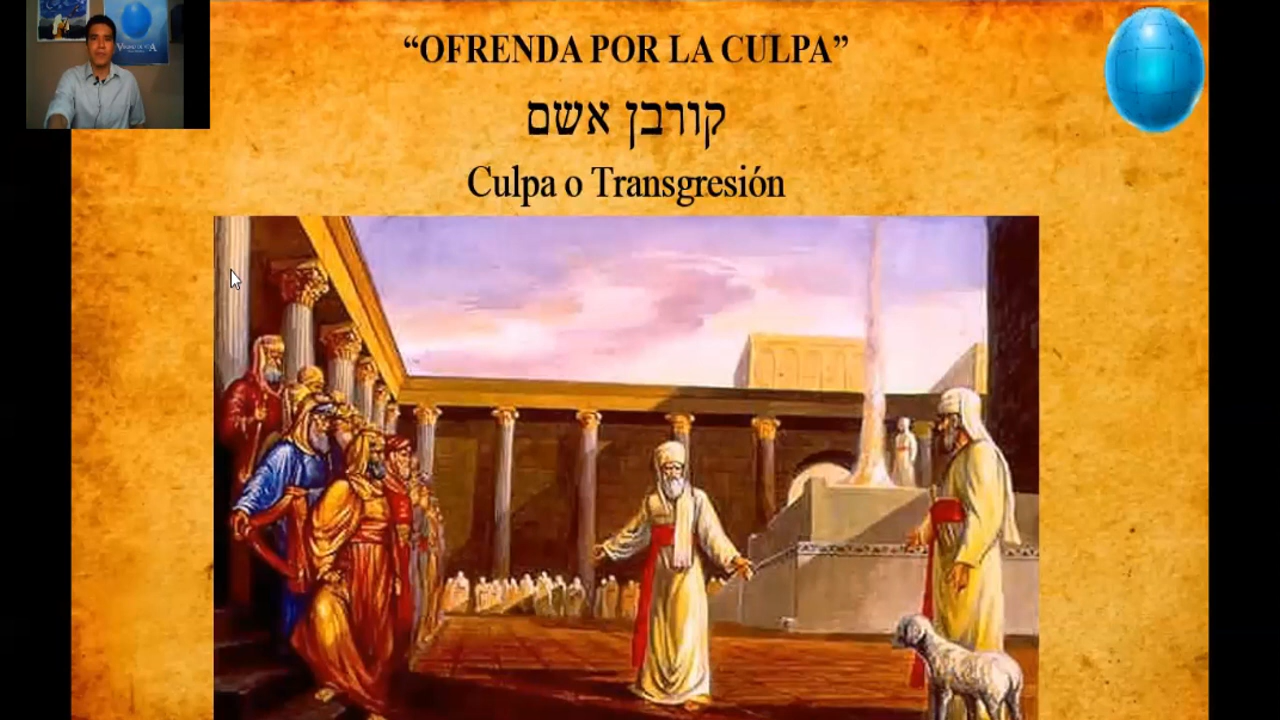 “OFRENDA POR LA CULPA”
קורבן אשם
Culpa o Transgresión